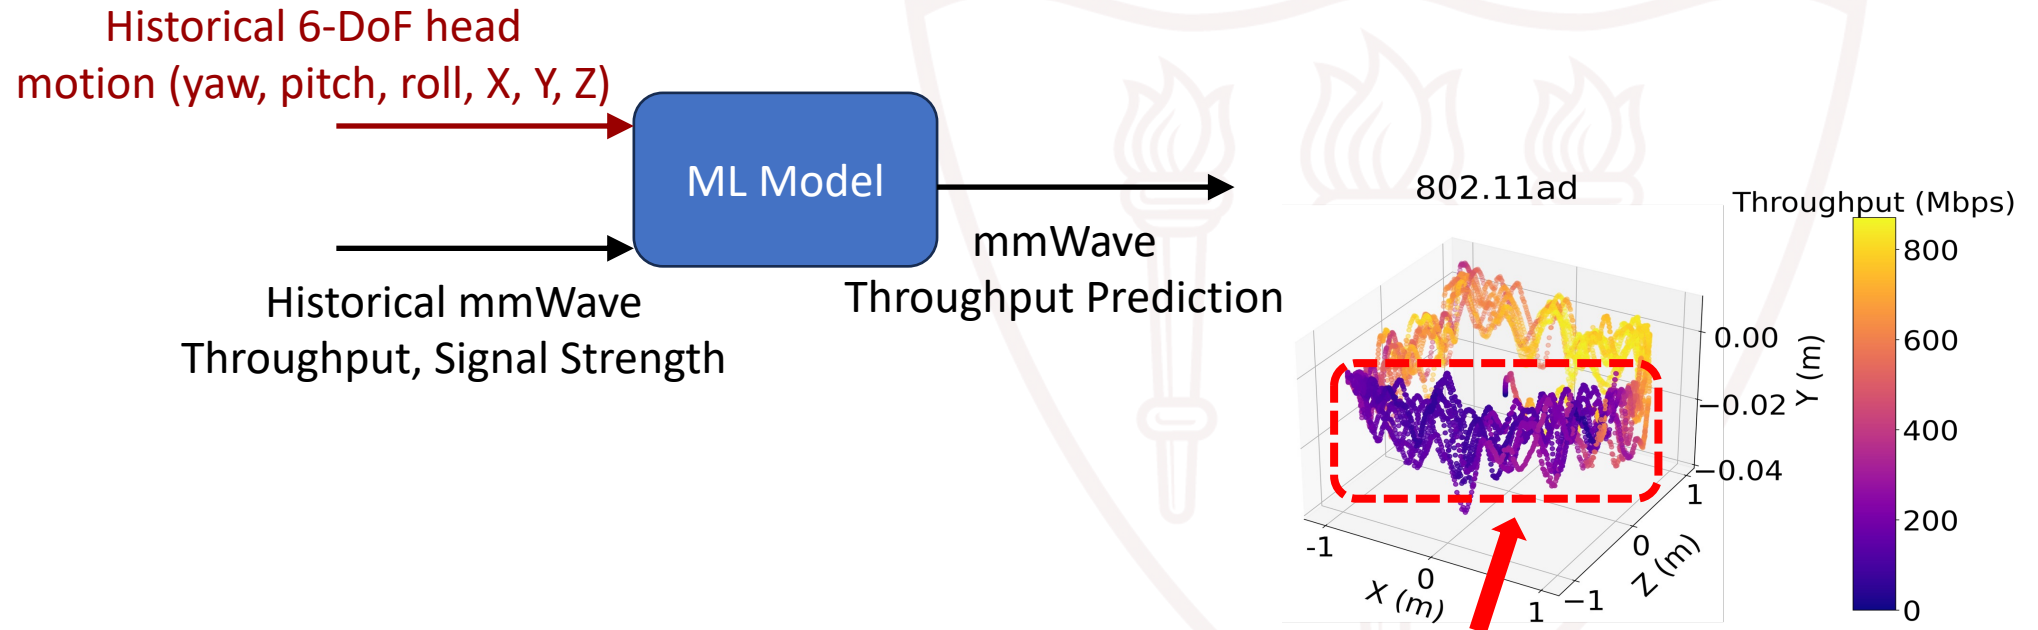 Historical 6-DoF head
motion (yaw, pitch, roll, X, Y, Z)
ML Model
Historical mmWave
Throughput, Signal Strength
mmWave
Throughput Prediction
802.11ad
Throughput (Mbps)
800
600
400
200
0
0.00
−0.02
−0.04
Y (m)
1
0
−1
Z (m)
-1
0
1
X (m)